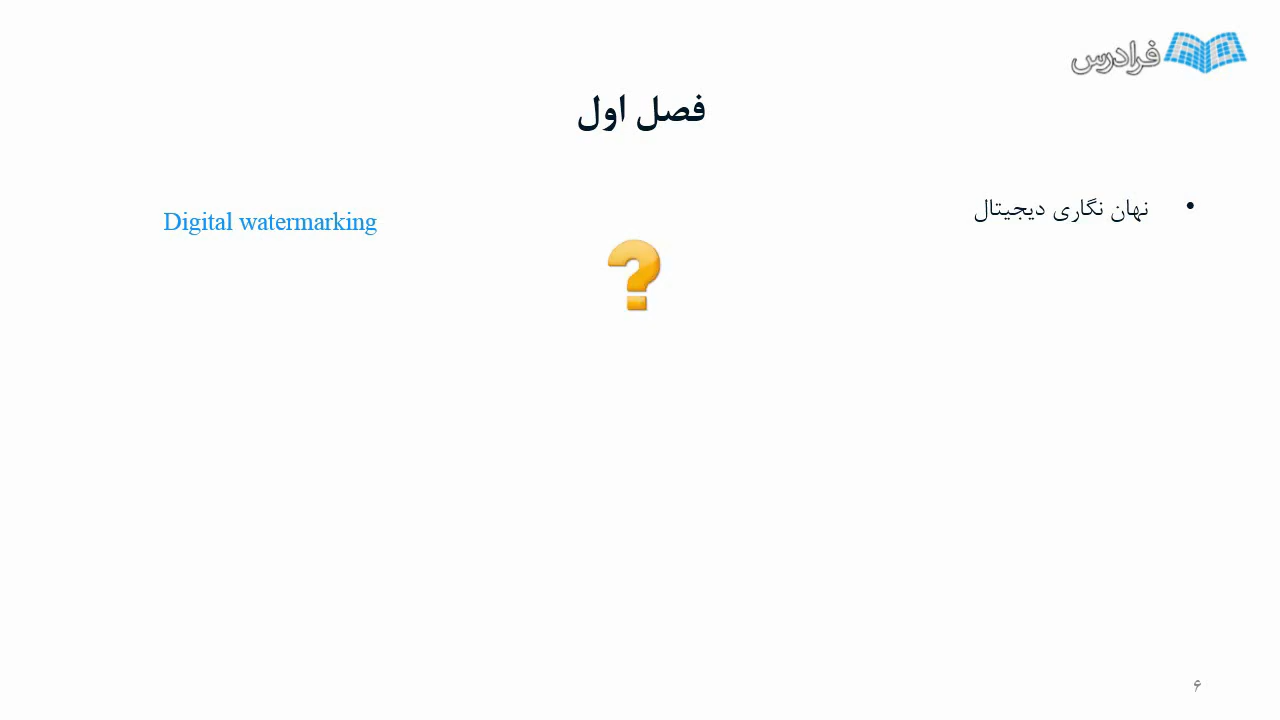 فرادرس
فصل اول
• نهان نگاری دیجیتال
Digital watermarking
?
۶